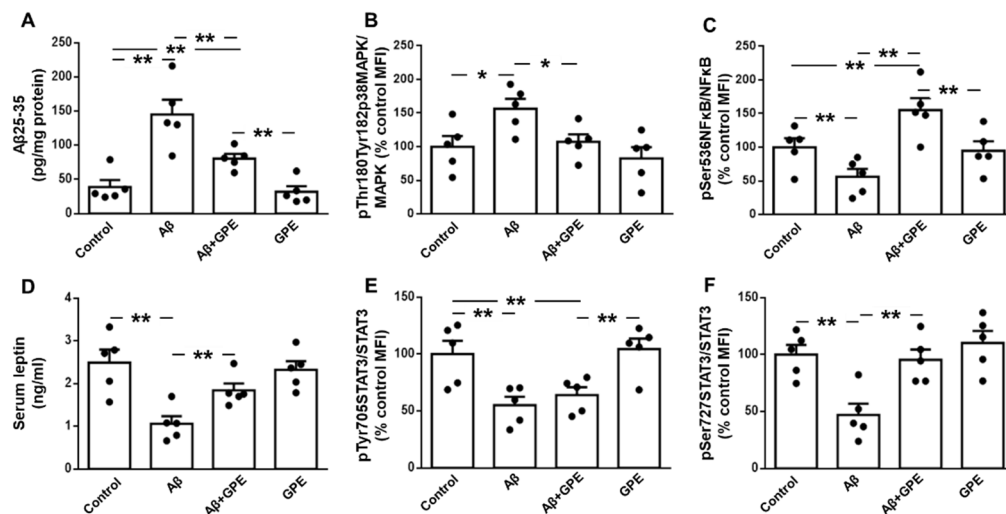 A
Aβ25-35
(pg/mg protein)
250
200
150
100
50
0
** **
** **
**
Control
Aβ
Aβ+GPE
GPE
B
pThr180Tyr182p38MAPK/
MAPK (% control MFI)
200
150
100
50
0
* *
Control
Aβ
Aβ+GPE
GPE
C
pSer536NFκB/NFκB
(% control MFI)
250
200
150
100
50
0
**
**
** **
Control
Aβ
Aβ+GPE
GPE
D
Serum leptin
(ng/ml)
4
3
2
1
0
**
**
Control
Aβ
Aβ+GPE
GPE
E
pTyr705STAT3/STAT3
(% control MFI)
150
100
50
0
**
** **
Control
Aβ
Aβ+GPE
GPE
F
pSer727STAT3/STAT3
(% control MFI)
150
100
50
0
** **
Control
Aβ
Aβ+GPE
GPE